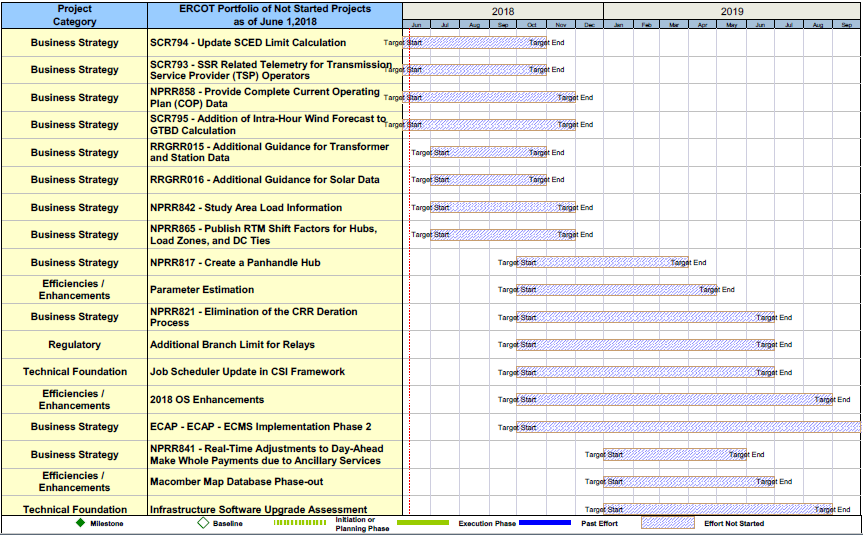 Project
Category
ERCOT Portfolio of Not Started Projects
as of June 1,2018
2018
2019
Jun Jul Aug Sep Oct Nov Dec Jan Feb Mar Apr May Jun Jul Aug Sep
Business Strategy
SCR794 - Update SCED Limit Calculation
Target Start
Target End
Business Strategy
SCR793 - SSR Related Telemetry for Transmission
Service Provider (TSP) Operators
Target Start
Target End
Business Strategy
NPRR858 - Provide Complete Current Operating
Plan (COP) Data
Target Start
Target End
Business Strategy
SCR795 - Addition of Intra-Hour Wind Forecast to
GTBD Calculation
Target Start
Target End
Business Strategy
RRGRR015 - Additional Guidance for Transformer
and Station Data
Target Start
Target End
Business Strategy
RRGRR016 - Additional Guidance for Solar Data
Target Start
Target End
Business Strategy
NPRR842 - Study Area Load Information
Target Start
Target End
Business Strategy
NPRR865 - Publish RTM Shift Factors for Hubs,
Load Zones, and DC Ties
Target Start
Target End
Business Strategy
NPRR817 - Create a Panhandle Hub
Target Start
Target End
Efficiencies /
Enhancements
Parameter Estimation
Target Start
Target End
Business Strategy
NPRR821 - Elimination of the CRR Deration
Process
Target Start
Target End
Regulatory
Additional Branch Limit for Relays
Target Start
Target End
Technical Foundation
Job Scheduler Update in CSI Framework
Target Start
Target End
Efficiencies /
Enhancements
2018 OS Enhancements
Target Start
Target End
Business Strategy
ECAP - ECAP - ECMS Implementation Phase 2
Target Start
Business Strategy
NPRR841 - Real-Time Adjustments to Day-Ahead
Make Whole Payments due to Ancillary Services
Target Start
Target End
Efficiencies /
Enhancements
Macomber Map Database Phase-out
Target Start
Target End
Technical Foundation
Infrastructure Software Upgrade Assessment
Target Start
Target End
Milestone
Baseline
Initiation or
Planning Phase
Execution Phase
Past Effort
Effort Not Started